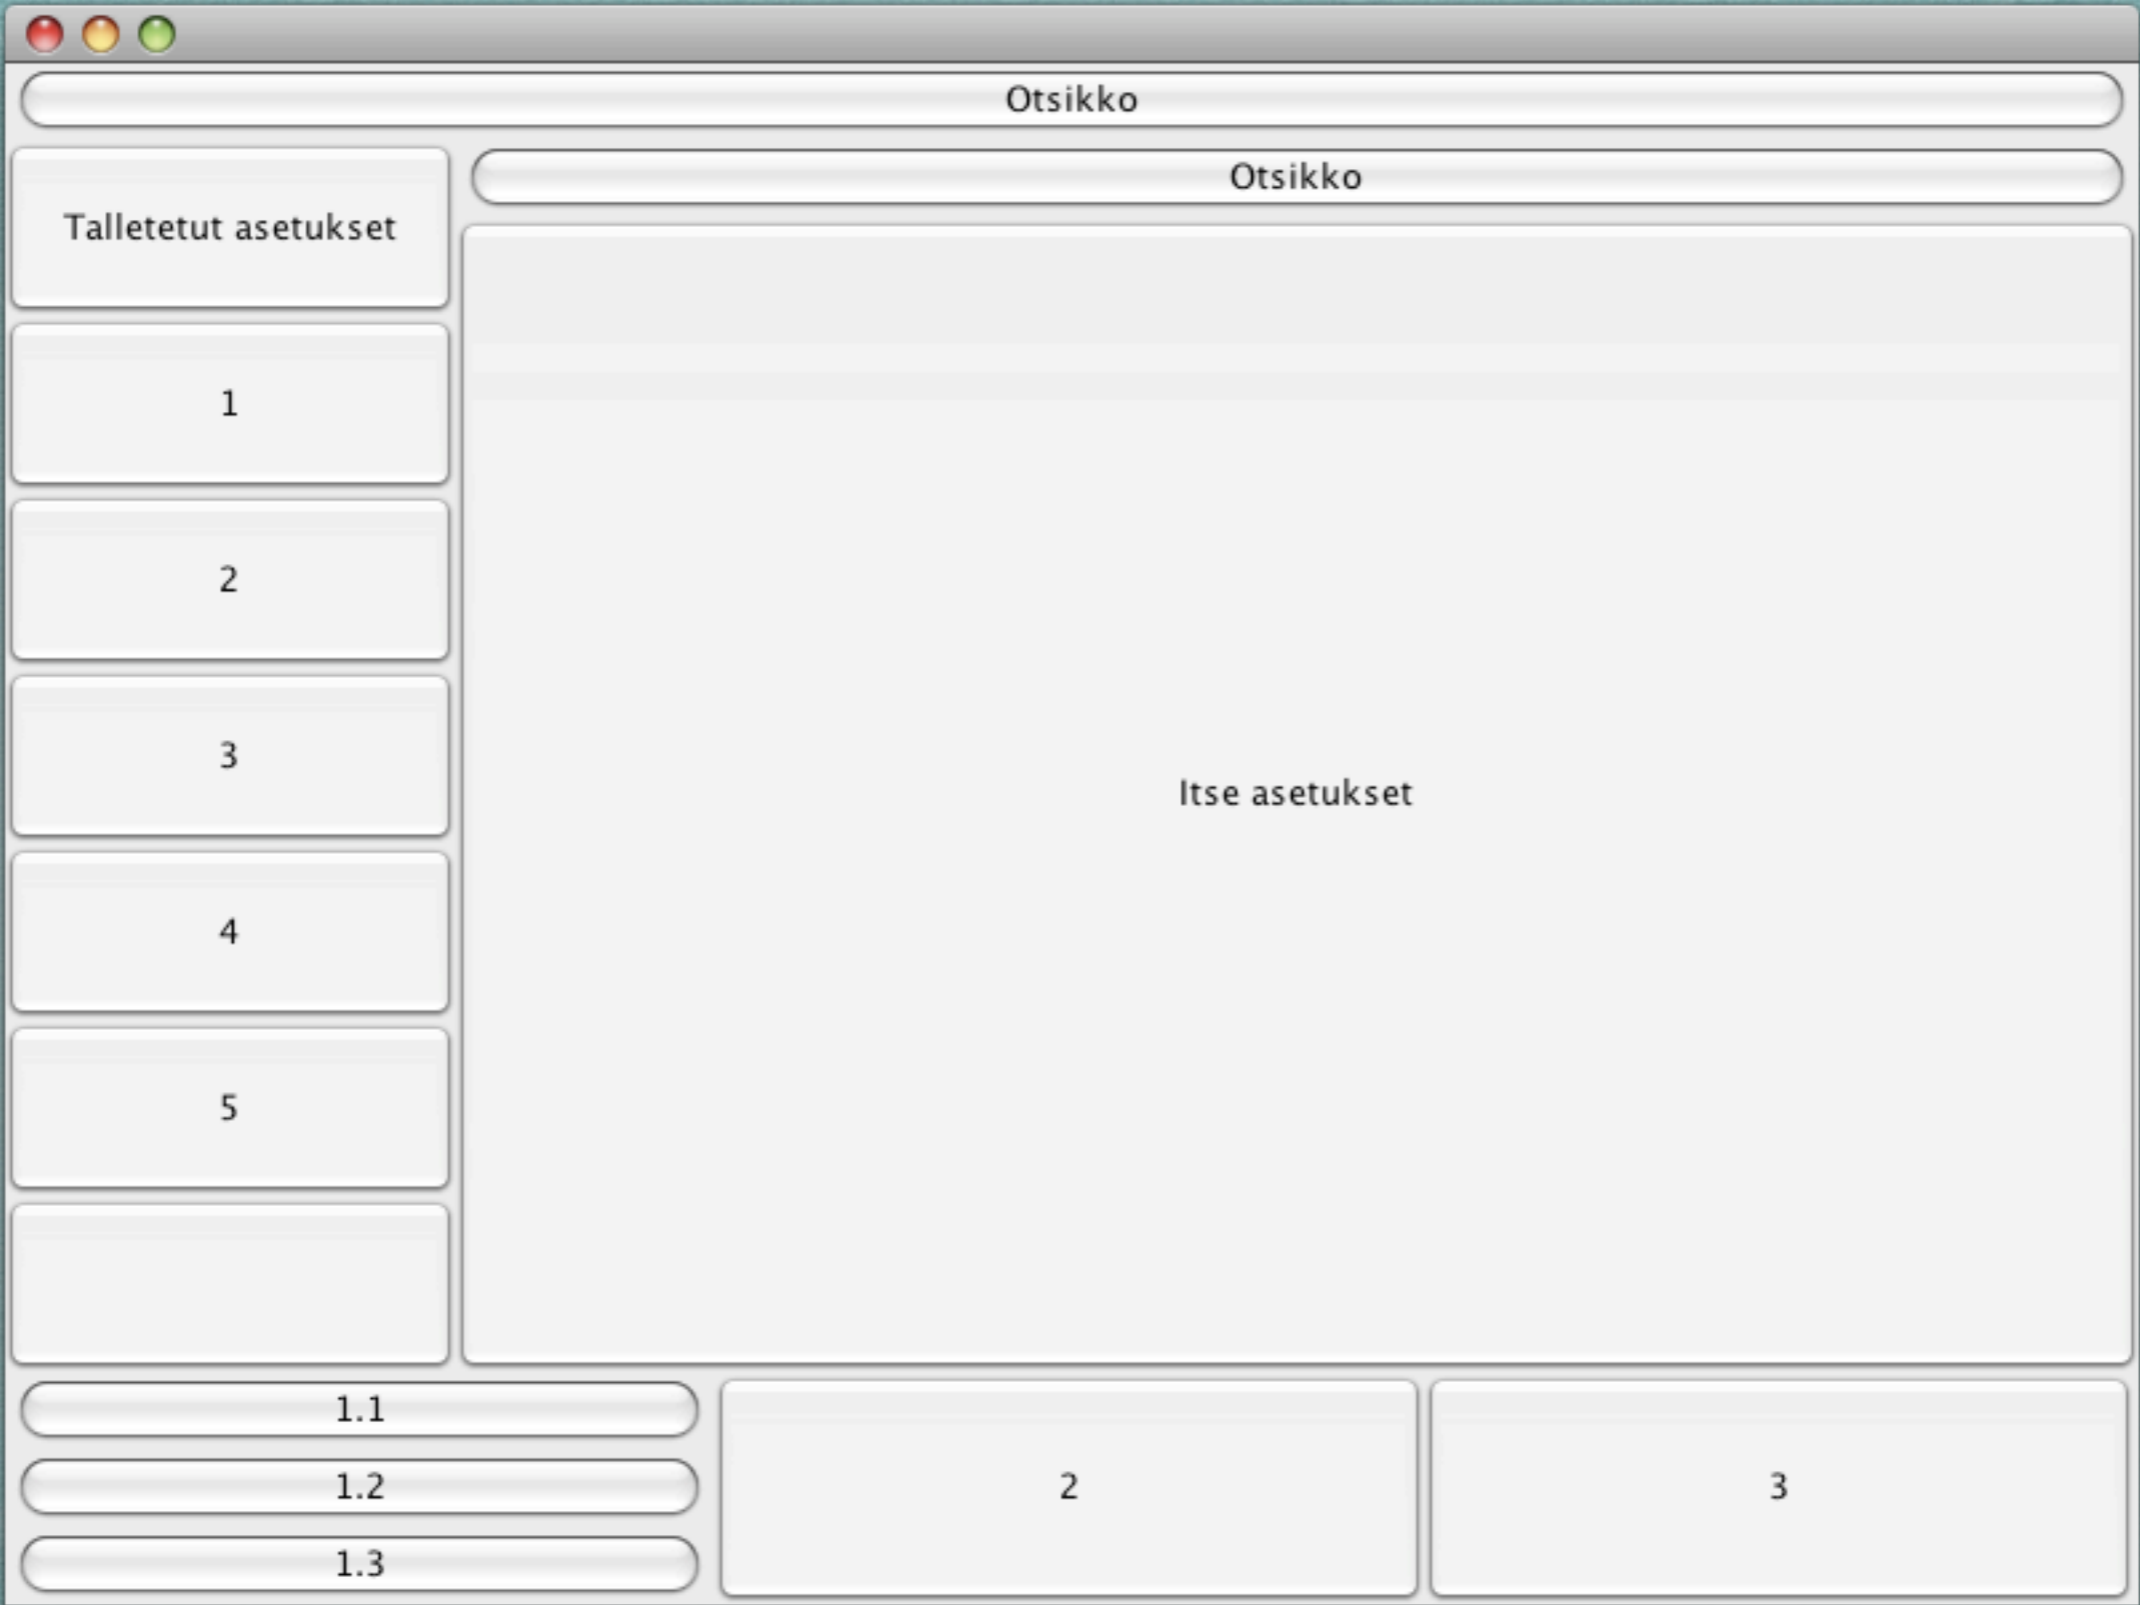 Otsikko
Talletetut asetukset
1
2
3
4
5
Otsikko
Itse asetukset
1.1
1.2
1.3
2
3